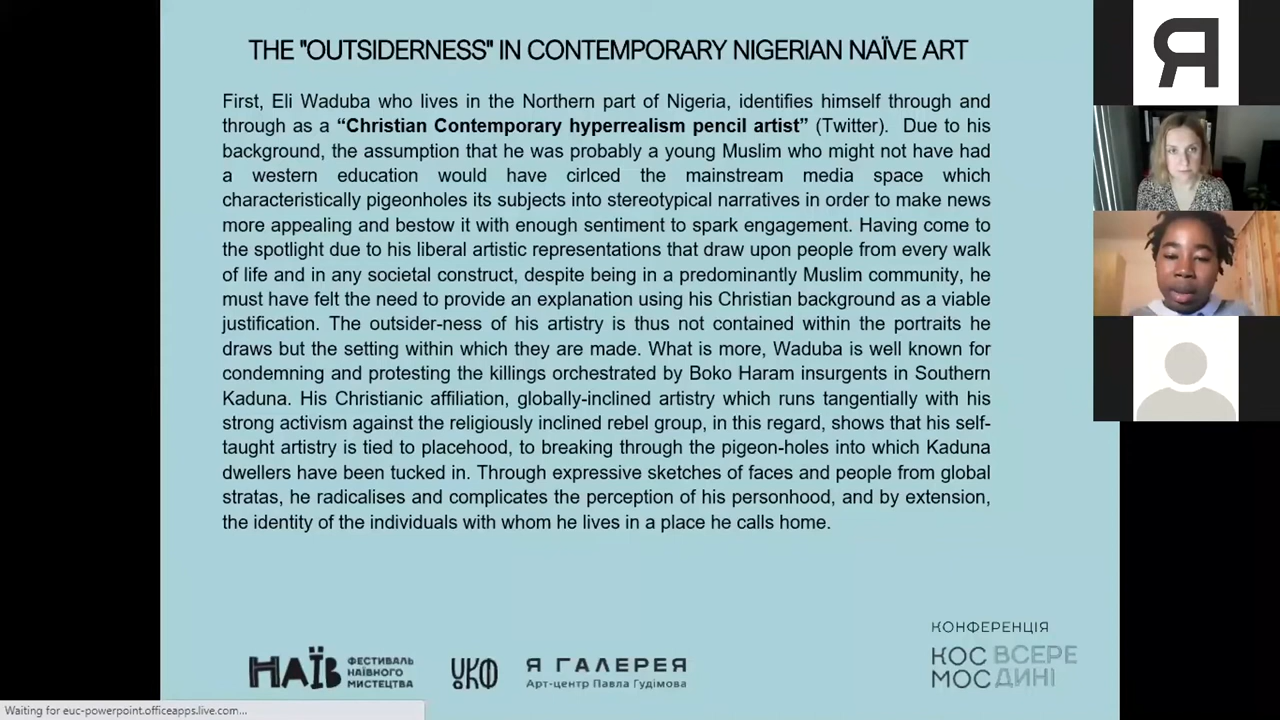 THE "OUTSIDERNESS" IN CONTEMPORARY NIGERIAN NAÏVE ART
First, Eli Waduba who lives in the Northern part of Nigeria, identifies himself through and
through as a “Christian Contemporary hyperrealism pencil artist” (Twitter). Due to his
background, the assumption that he was probably a young Muslim who might not have had
a western education would have cirlced the mainstream media space which
characteristically pigeonholes its subjects into stereotypical narratives in order to make news
more appealing and bestow it with enough sentiment to spark engagement. Having come to
the spotlight due to his liberal artistic representations that draw upon people from every walk
of life and in any societal construct, despite being in a predominantly Muslim community, he
must have felt the need to provide an explanation using his Christian background as a viable
justification. The outsider-ness of his artistry is thus not contained within the portraits he
draws but the setting within which they are made. What is more, Waduba is well known for
condemning and protesting the killings orchestrated by Boko Haram insurgents in Southern
Kaduna. His Christianic affiliation, globally-inclined artistry which runs tangentially with his
strong activism against the religiously inclined rebel group, in this regard, shows that his self-
taught artistry is tied to placehood, to breaking through the pigeon-holes into which Kaduna
dwellers have been tucked in. Through expressive sketches of faces and people from global
stratas, he radicalises and complicates the perception of his personhood, and by extension,
the identity of the individuals with whom he lives in a place he calls home.
Я
НАЇВ
ФЕСТИВАЛЬ
НАЇВНОГО
МИСТЕЦТВА
УКФ
Я ГАЛЕРЕЯ
Арт-центр Павла Гудімова
КОНФЕРЕНЦІЯ
КОС ВСЕРЕ
МОС ДИНІ
Waiting for euc-powerpoint.officeapps.live.com...